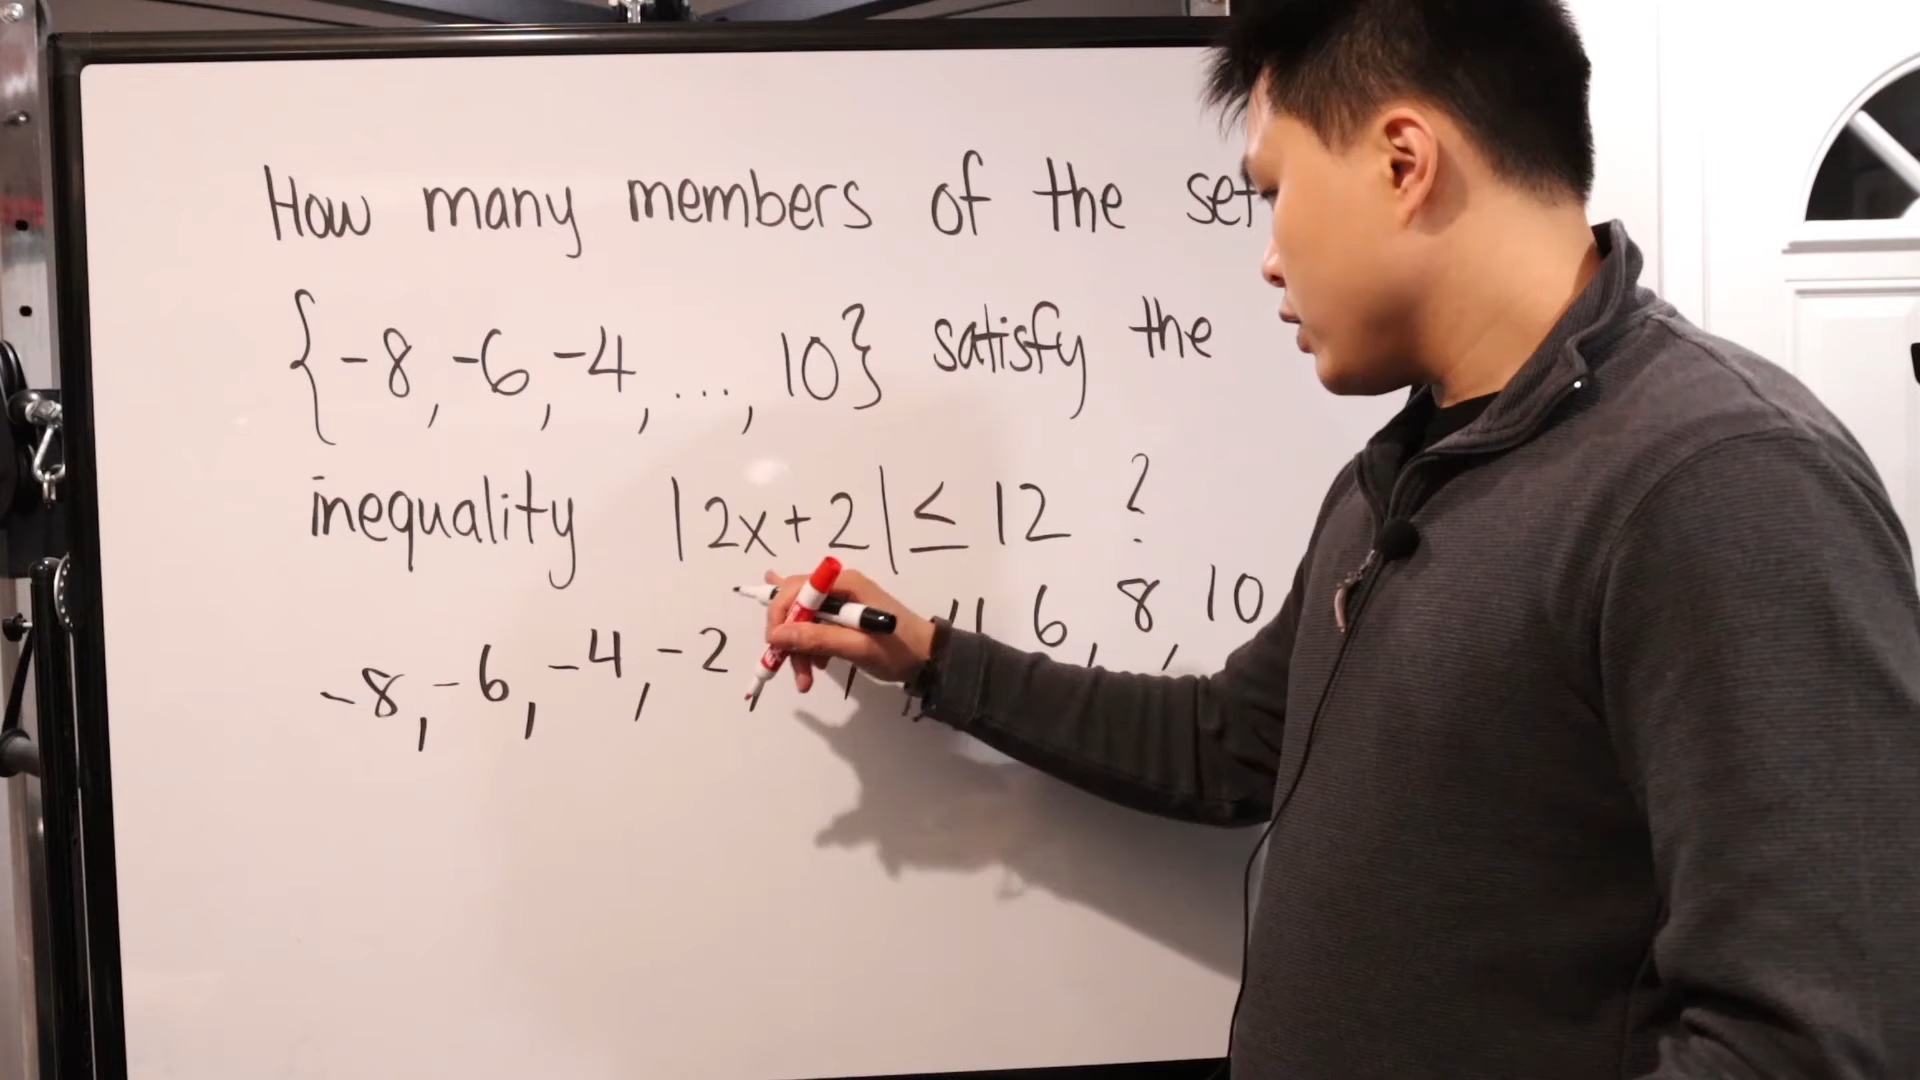 How many members of the set
{-8, -6, -4, ..., 10} satisfy the
inequality |2x+2| ≤ 12 ?
-8, -6, -4, -2, , 6, 8, 10